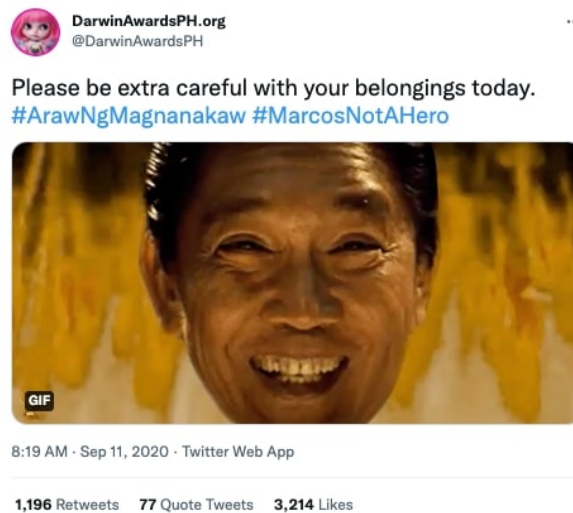 DarwinAwardsPH.org
@DarwinAwardsPH
Please be extra careful with your belongings today.
#ArawNgMagnanakaw #MarcosNotAHero
GIF
8:19 AM · Sep 11, 2020 · Twitter Web App
1,196 Retweets 77 Quote Tweets 3,214 Likes